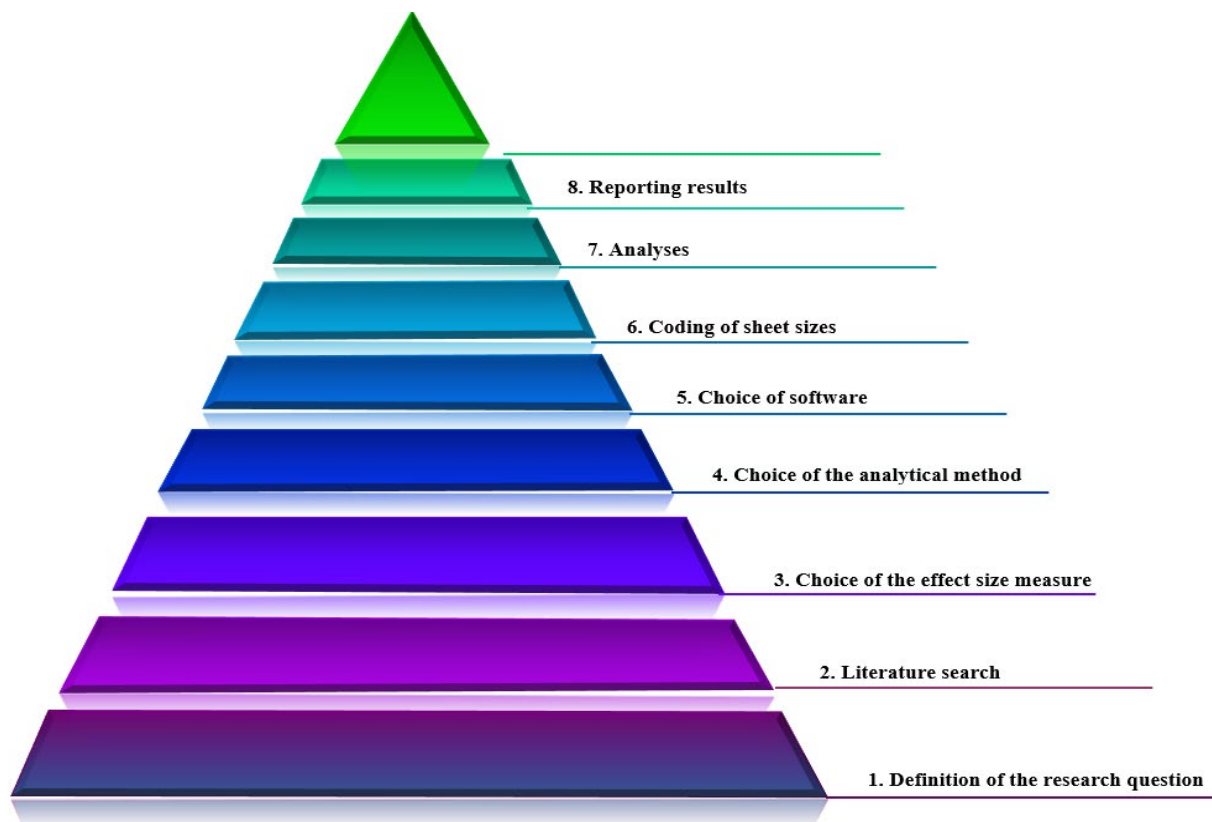 8. Reporting results
7. Analyses
6. Coding of sheet sizes
5. Choice of software
4. Choice of the analytical method
3. Choice of the effect size measure
2. Literature search
1. Definition of the research question